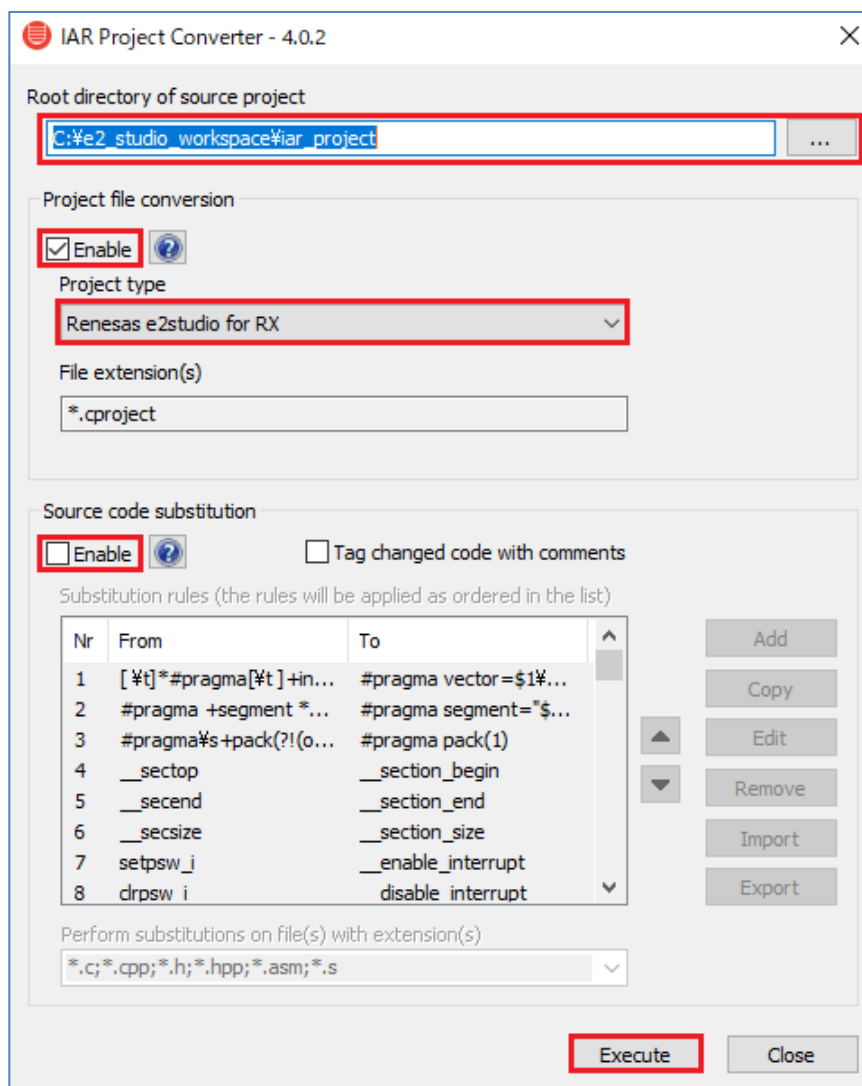 IAR Project Converter - 4.0.2
Root directory of source project
C:¥e2_studio_workspace¥iar_project
...
Project file conversion
Enable
Project type
Renesas e2studio for RX
File extension(s)
*.cproject
Source code substitution
Enable Tag changed code with comments
Substitution rules (the rules will be applied as ordered in the list)
Nr From To
1 [ ¥t]*#pragma[¥t ]+in... #pragma vector=$1¥...
2 #pragma +segment *... #pragma segment="$...
3 #pragma¥s+pack(?!(o... #pragma pack(1)
4 __sectop __section_begin
5 __secend __section_end
6 __secsize __section_size
7 setpsw_i __enable_interrupt
8 clrpsw_i __disable_interrupt
Add
Copy
Edit
Remove
Import
Export
Perform substitutions on file(s) with extension(s)
*.c;*.cpp;*.h;*.hpp;*.asm;*.s
Execute Close